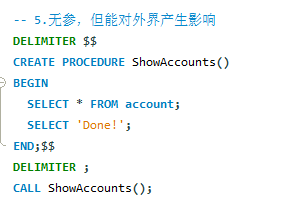 -- 5.无参，但能对外界产生影响
DELIMITER $$
CREATE PROCEDURE ShowAccounts()
BEGIN
SELECT * FROM account;
SELECT 'Done!';
END;$$
DELIMITER ;
CALL ShowAccounts();